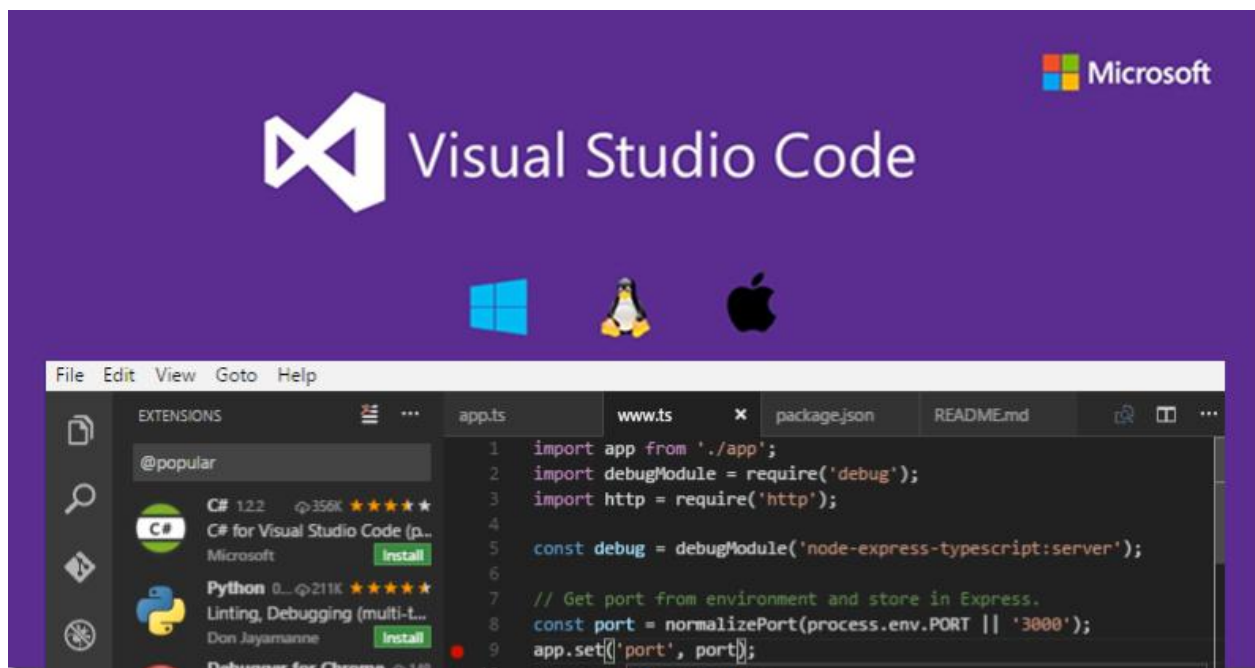 Microsoft
Visual Studio Code
File Edit View Goto Help
EXTENSIONS
@popular
C# 1.2.2 356K
C# for Visual Studio Code (p...
Microsoft Install
Python 0... 211K
Linting, Debugging (multi-t...
Don Jayamanne Install
Debugger for Chrome
app.ts www.ts × package.json README.md
1 import app from './app';
2 import debugModule = require('debug');
3 import http = require('http');
4
5 const debug = debugModule('node-express-typescript:server');
6
7 // Get port from environment and store in Express.
8 const port = normalizePort(process.env.PORT || '3000');
9 app.set('port', port);